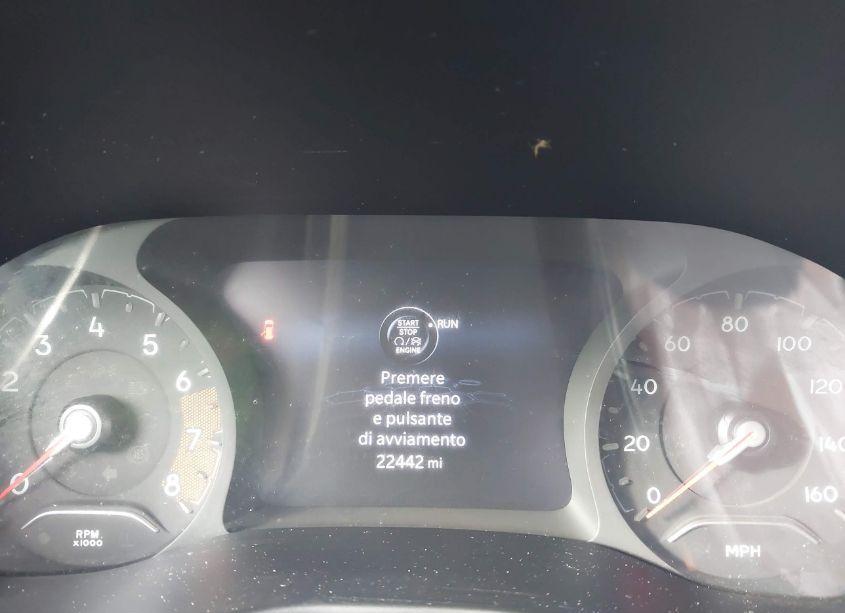 START
STOP
ENGINE
RUN
Premere
pedale freno
e pulsante
di avviamento
22442 mi
0
2
3
4
5
6
7
8
RPM
x1000
0
20
40
60
80
100
120
140
160
MPH